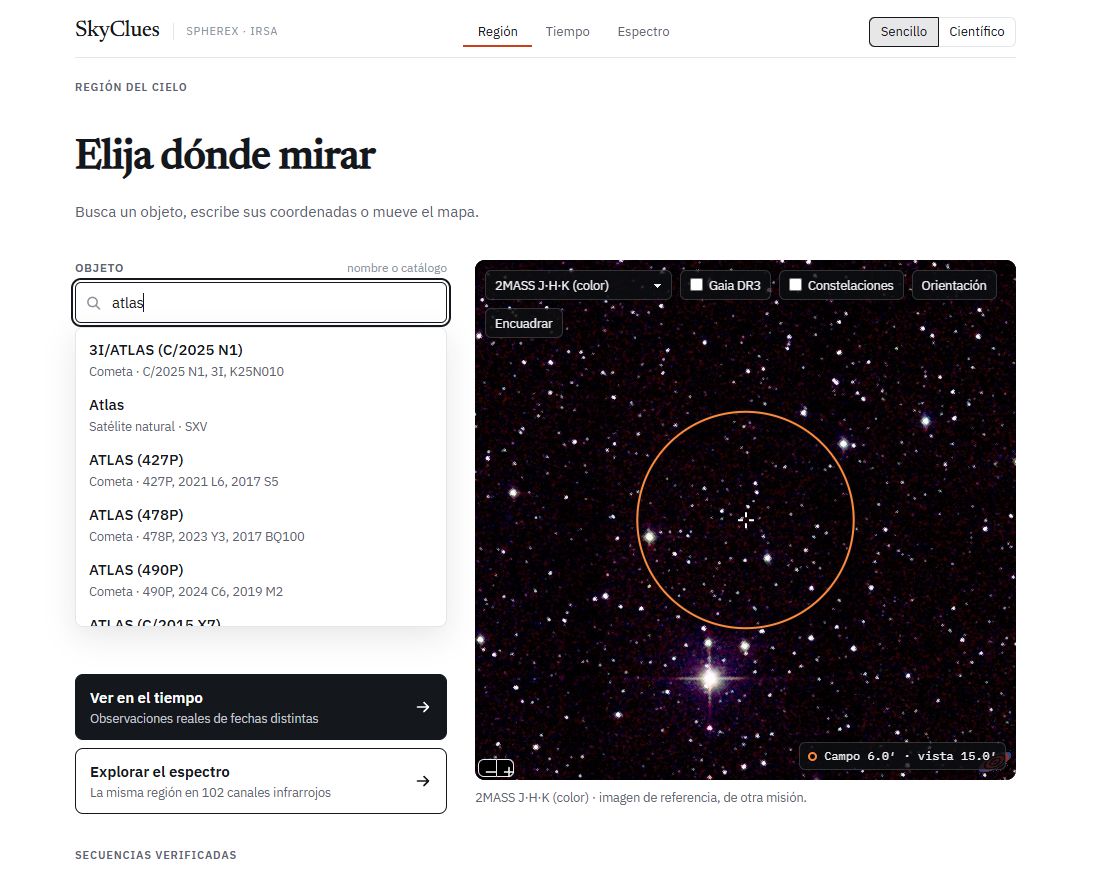 SkyClues
SPHEREX · IRSA
Región
Tiempo
Espectro
Sencillo
Científico
REGIÓN DEL CIELO
Elija dónde mirar
Busca un objeto, escribe sus coordenadas o mueve el mapa.
OBJETO
nombre o catálogo
atlas
3I/ATLAS (C/2025 N1)
Cometa · C/2025 N1, 3I, K25N010
Atlas
Satélite natural · SXV
ATLAS (427P)
Cometa · 427P, 2021 L6, 2017 S5
ATLAS (478P)
Cometa · 478P, 2023 Y3, 2017 BQ100
ATLAS (490P)
Cometa · 490P, 2024 C6, 2019 M2
ATLAS (C/2015 X7)
Ver en el tiempo
Observaciones reales de fechas distintas
Explorar el espectro
La misma región en 102 canales infrarrojos
SECUENCIAS VERIFICADAS
2MASS J·H·K (color)
Gaia DR3
Constelaciones
Orientación
Encuadrar
Campo 6.0′ · vista 15.0′
2MASS J·H·K (color) · imagen de referencia, de otra misión.